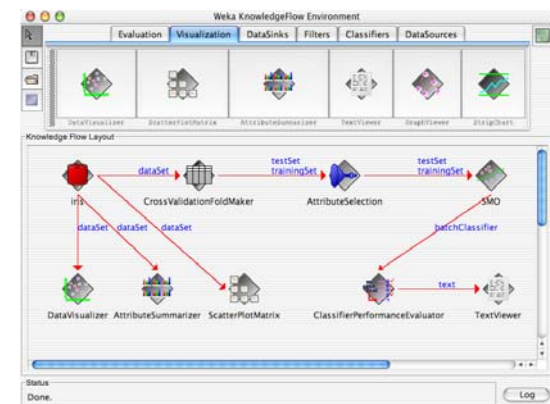 Weka KnowledgeFlow Environment
Evaluation Visualization DataSinks Filters Classifiers DataSources
DataVisualizer ScatterPlotMatrix AttributeSummarizer TextViewer GraphViewer StripChart
Knowledge Flow Layout
dataSet testSet trainingSet testSet trainingSet
iris CrossValidationFoldMaker AttributeSelection SMO
dataSet dataSet dataSet batchClassifier
text
DataVisualizer AttributeSummarizer ScatterPlotMatrix ClassifierPerformanceEvaluator TextViewer
Status
Done. Log